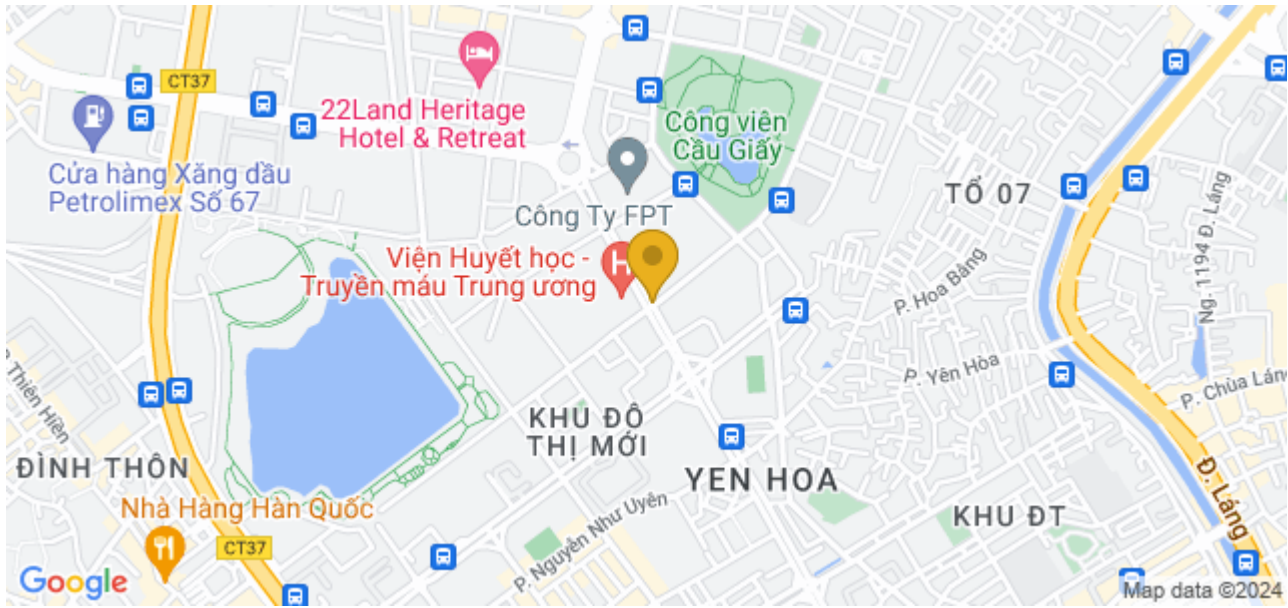 CT37
22Land Heritage
Hotel & Retreat
Công viên
Cầu Giấy
Cửa hàng Xăng dầu
Petrolimex Số 67
TỔ 07
Ng. 1194 Đ. Láng
Công Ty FPT
Viện Huyết học -
Truyền máu Trung ương
H
P. Hoa Bằng
P. Yên Hòa
P. Thiên Hiền
P. Chùa Láng
KHU ĐÔ
THỊ MỚI
ĐÌNH THÔN
YEN HOA
Đ. Láng
Nhà Hàng Hàn Quốc
P. Nguyễn Như Uyên
KHU ĐT
CT37
Google
Map data ©2024